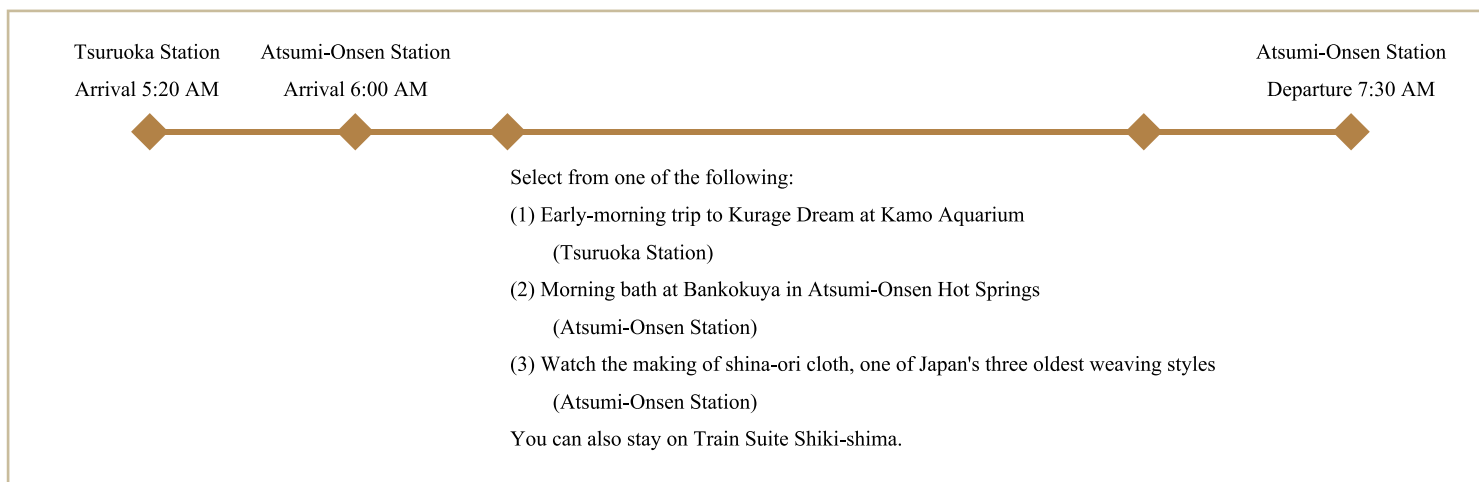 Tsuruoka Station
Arrival 5:20 AM
Atsumi-Onsen Station
Arrival 6:00 AM
Atsumi-Onsen Station
Departure 7:30 AM
Select from one of the following:
(1) Early-morning trip to Kurage Dream at Kamo Aquarium
(Tsuruoka Station)
(2) Morning bath at Bankokuya in Atsumi-Onsen Hot Springs
(Atsumi-Onsen Station)
(3) Watch the making of shina-ori cloth, one of Japan's three oldest weaving styles
(Atsumi-Onsen Station)
You can also stay on Train Suite Shiki-shima.